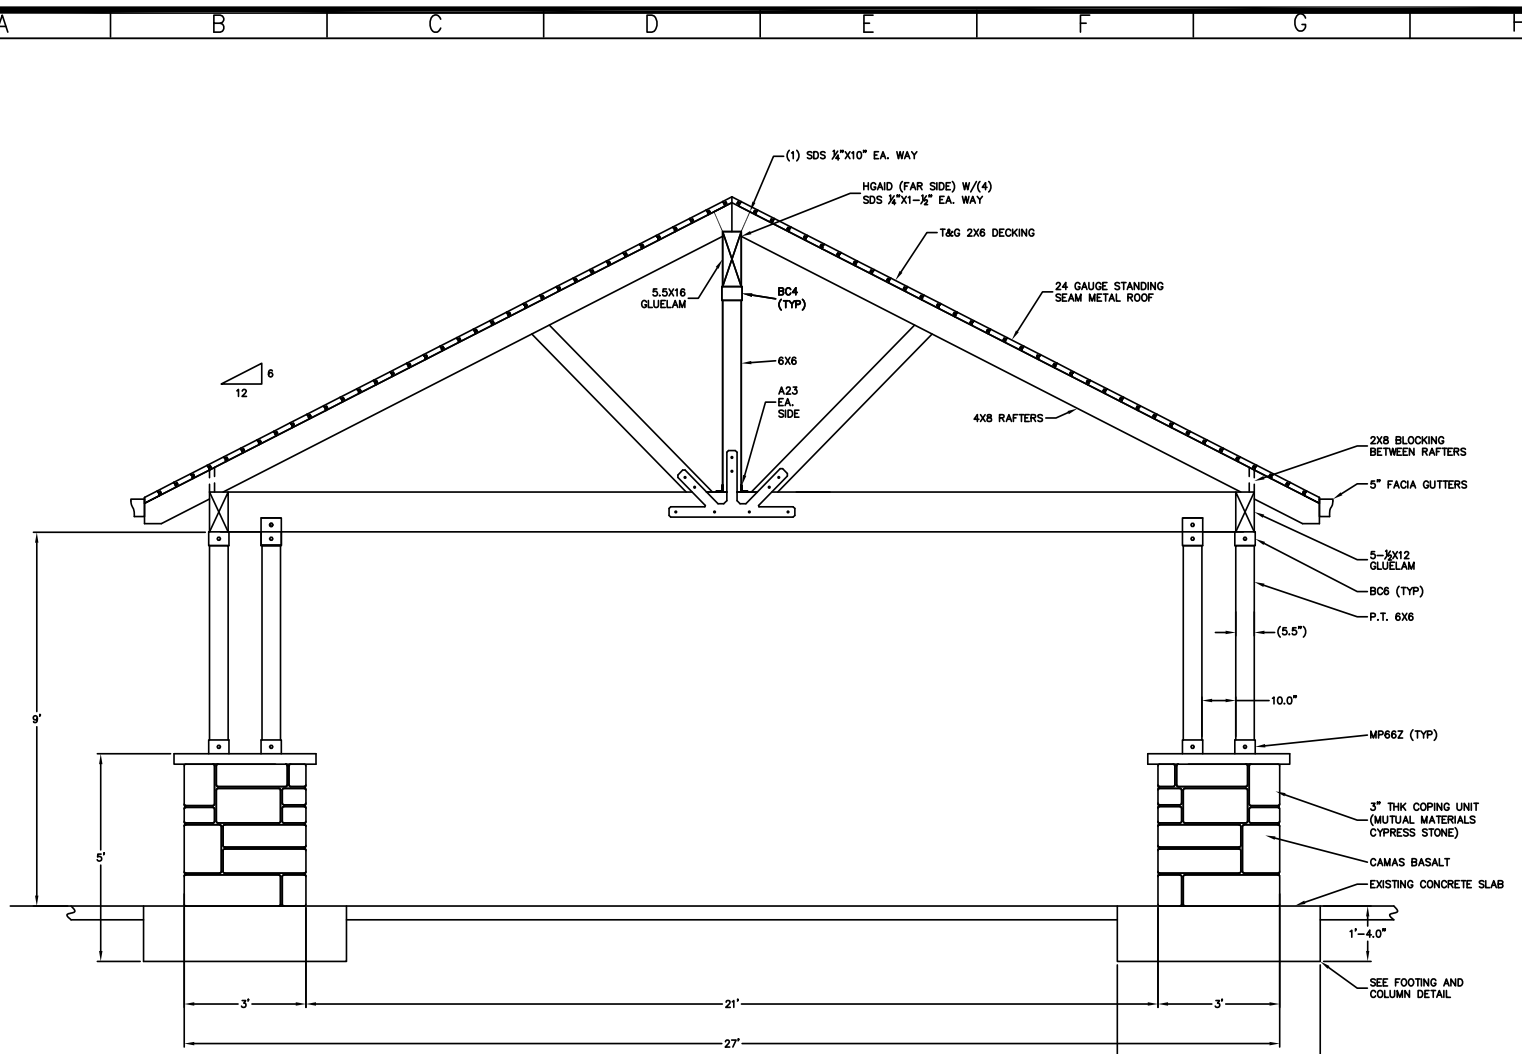 A
B
C
D
E
F
G
H
(1) SDS ¼"X10" EA. WAY
HGAID (FAR SIDE) W/(4)
SDS ¼"X1-½" EA. WAY
T&G 2X6 DECKING
24 GAUGE STANDING
SEAM METAL ROOF
5.5X16
GLUELAM
BC4
(TYP)
6X6
A23
EA.
SIDE
6
12
4X8 RAFTERS
2X8 BLOCKING
BETWEEN RAFTERS
5" FACIA GUTTERS
5-½X12
GLUELAM
BC6 (TYP)
P.T. 6X6
(5.5")
10.0"
9'
MP66Z (TYP)
3" THK COPING UNIT
(MUTUAL MATERIALS
CYPRESS STONE)
5'
CAMAS BASALT
EXISTING CONCRETE SLAB
1'-4.0"
SEE FOOTING AND
COLUMN DETAIL
3'
21'
3'
27'